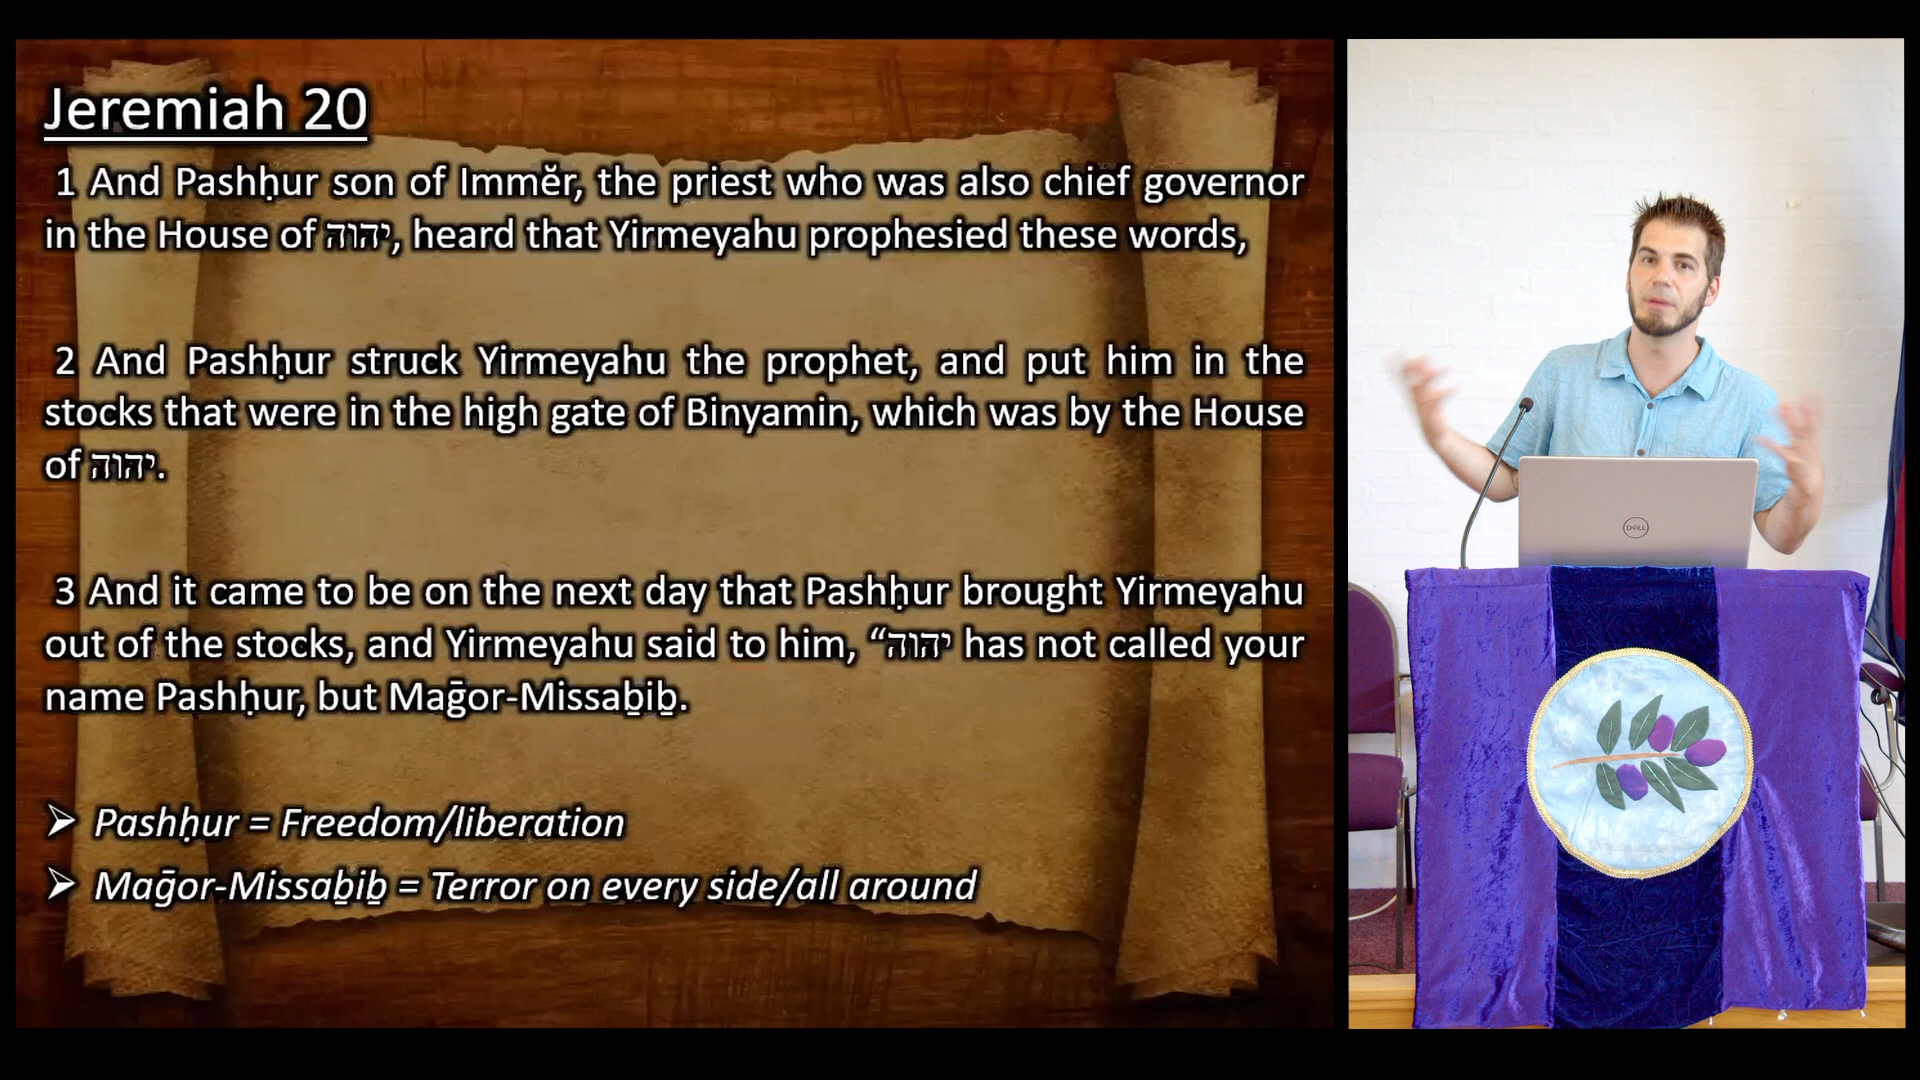 Jeremiah 20
1 And Pashḥur son of Immĕr, the priest who was also chief governor
in the House of יהוה, heard that Yirmeyahu prophesied these words,
2 And Pashḥur struck Yirmeyahu the prophet, and put him in the
stocks that were in the high gate of Binyamin, which was by the House
of יהוה.
3 And it came to be on the next day that Pashḥur brought Yirmeyahu
out of the stocks, and Yirmeyahu said to him, “יהוה has not called your
name Pashḥur, but Maḡor-Missaḇiḇ.
➢ Pashḥur = Freedom/liberation
➢ Maḡor-Missaḇiḇ = Terror on every side/all around
DELL